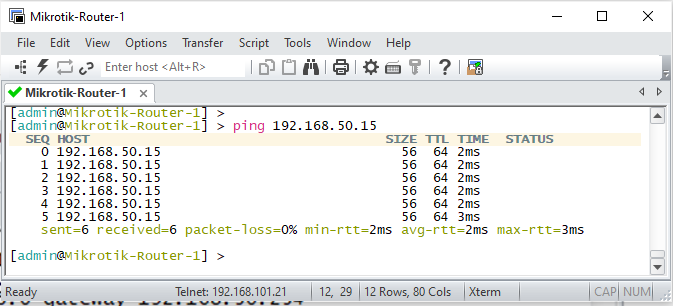 Mikrotik-Router-1
File Edit View Options Transfer Script Tools Window Help
Enter host <Alt+R>
Mikrotik-Router-1
[admin@Mikrotik-Router-1] >
[admin@Mikrotik-Router-1] > ping 192.168.50.15
SEQ HOST SIZE TTL TIME STATUS
0 192.168.50.15 56 64 2ms
1 192.168.50.15 56 64 2ms
2 192.168.50.15 56 64 2ms
3 192.168.50.15 56 64 2ms
4 192.168.50.15 56 64 2ms
5 192.168.50.15 56 64 3ms
sent=6 received=6 packet-loss=0% min-rtt=2ms avg-rtt=2ms max-rtt=3ms
[admin@Mikrotik-Router-1] >
Ready Telnet: 192.168.101.21 12, 29 12 Rows, 80 Cols Xterm CAP NUM
gateway